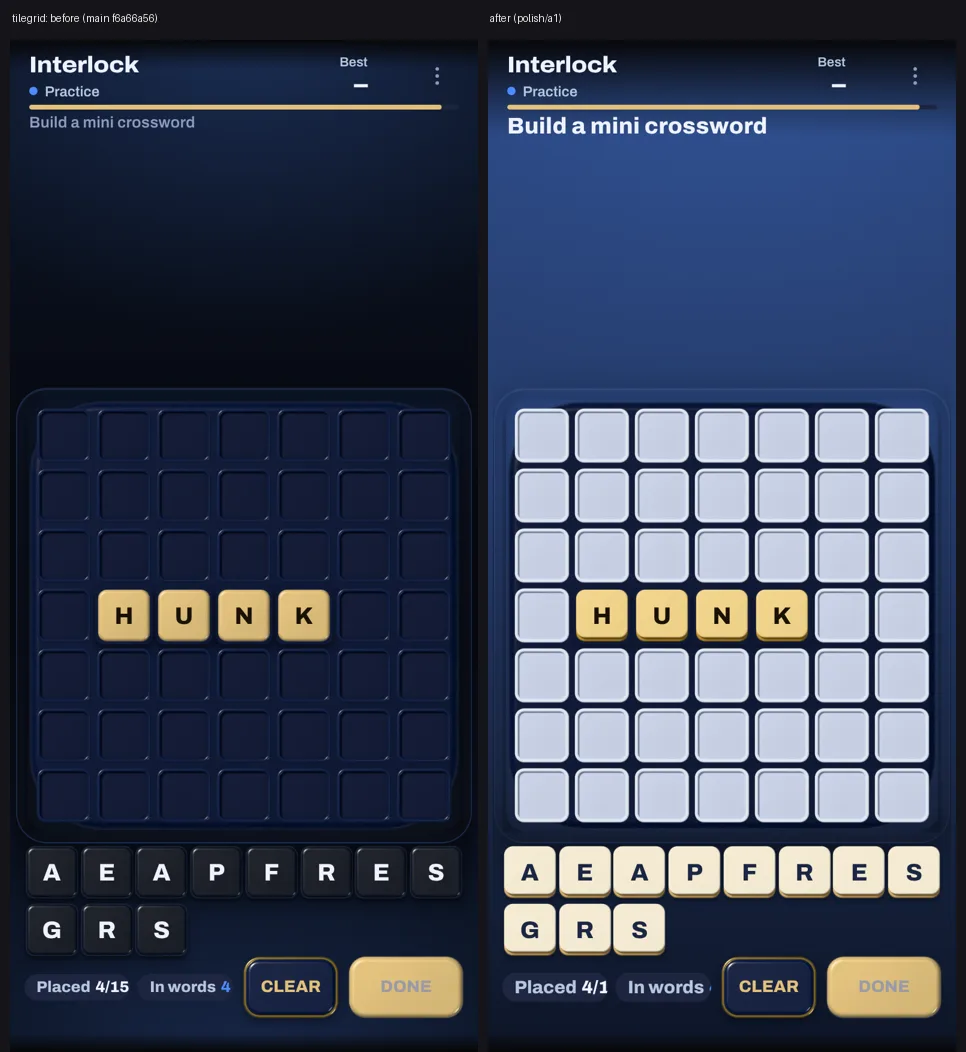 tilegrid: before (main f6a66a56)
Interlock
Best
Practice
–
Build a mini crossword
H U N K
A E A P F R E S
G R S
Placed 4/15 In words 4 CLEAR DONE
after (polish/a1)
Interlock
Best
Practice
–
Build a mini crossword
H U N K
A E A P F R E S
G R S
Placed 4/1 In words CLEAR DONE